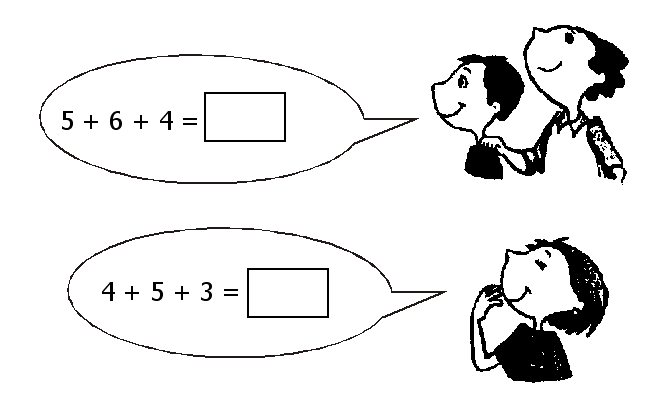 5 + 6 + 4 =
4 + 5 + 3 =